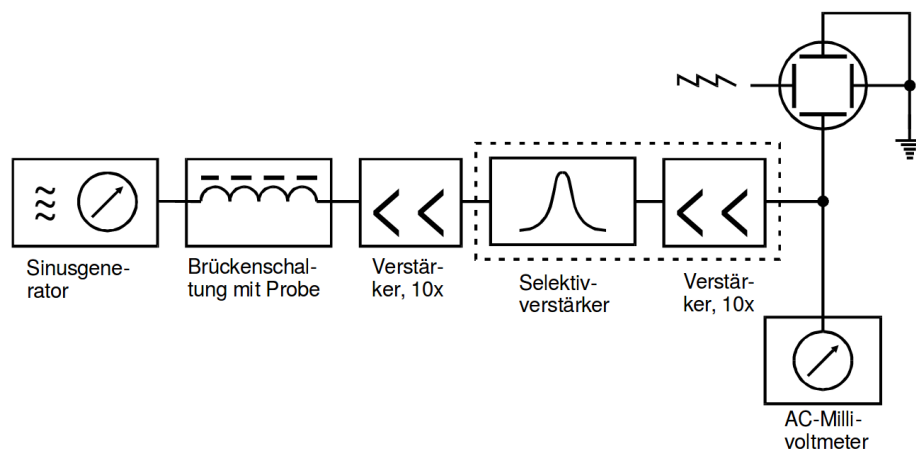 Sinusgene-
rator
Brückenschal-
tung mit Probe
Verstär-
ker, 10x
Selektiv-
verstärker
Verstär-
ker, 10x
AC-Milli-
voltmeter